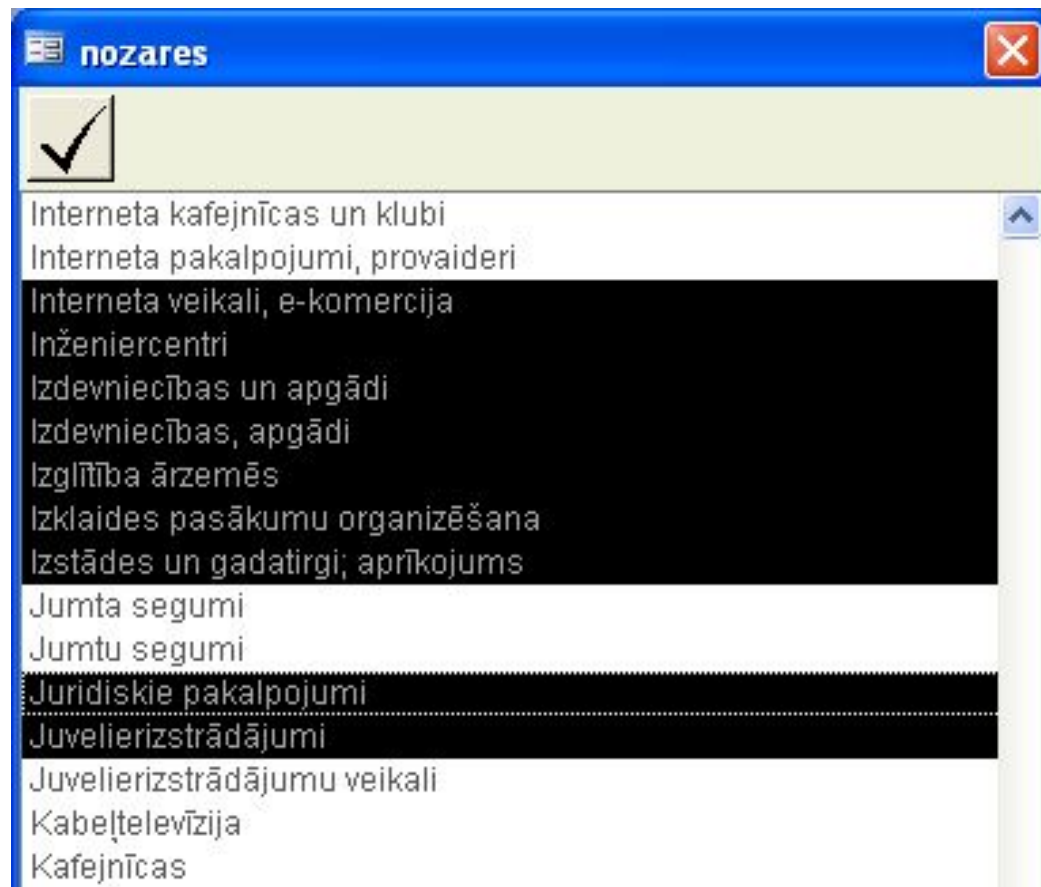 nozares
Interneta kafejnīcas un klubi
Interneta pakalpojumi, provaideri
Interneta veikali, e-komercija
Inženiercentri
Izdevniecības un apgādi
Izdevniecības, apgādi
Izglītība ārzemēs
Izklaides pasākumu organizēšana
Izstādes un gadatirgi; aprīkojums
Jumta segumi
Jumtu segumi
Juridiskie pakalpojumi
Juvelierizstrādājumi
Juvelierizstrādājumu veikali
Kabeļtelevīzija
Kafejnīcas